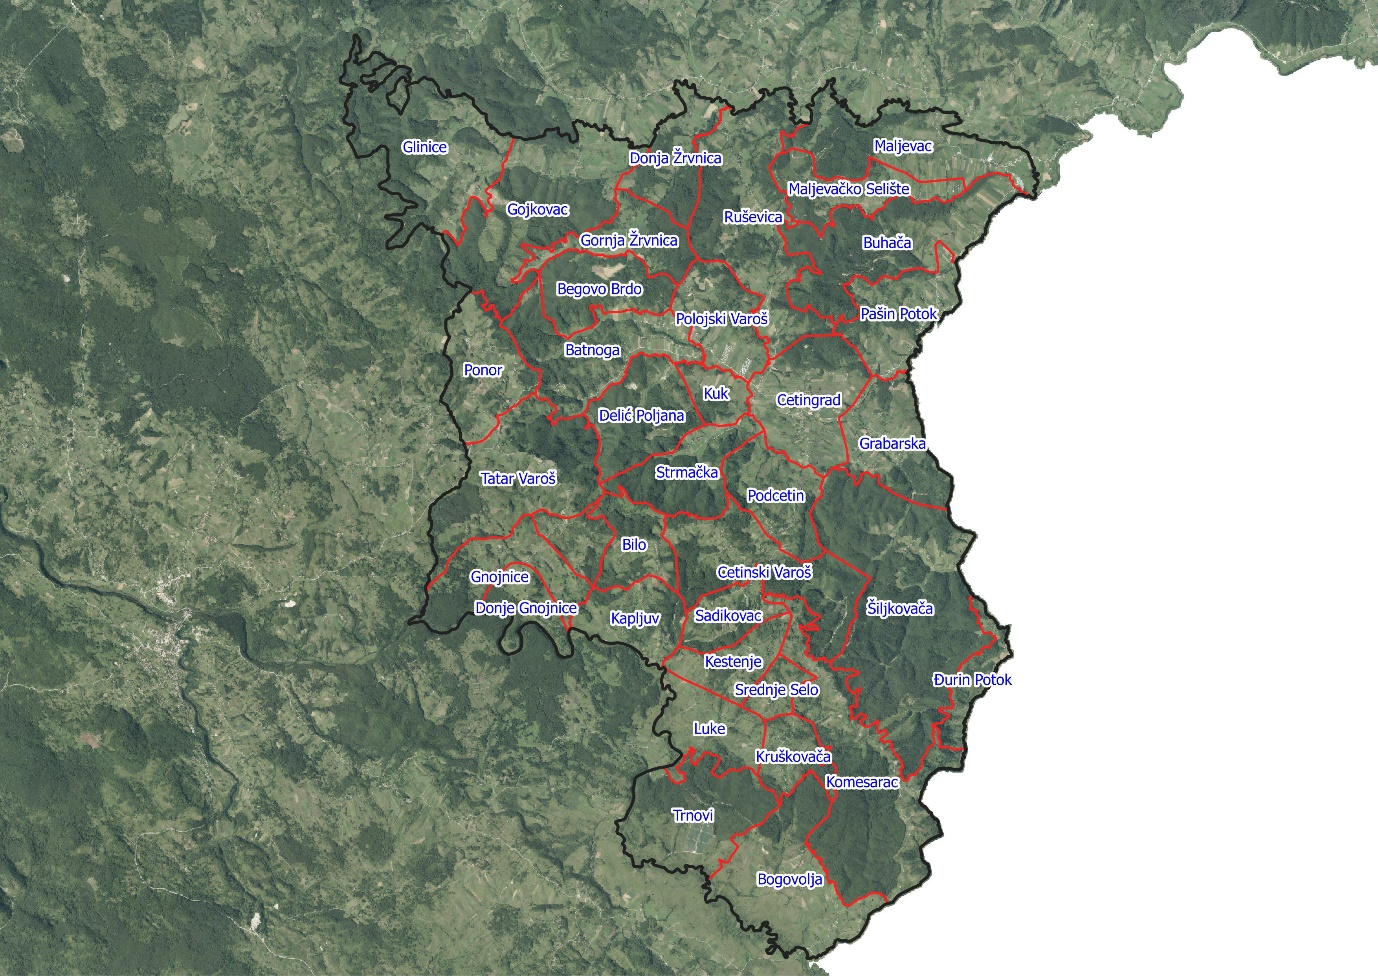 Glinice
Maljevac
Donja Žrvnica
Maljevačko Selište
Gojkovac
Ruševica
Gornja Žrvnica
Buhača
Begovo Brdo
Pašin Potok
Polojski Varoš
Batnoga
Ponor
Kuk
Cetingrad
Delić Poljana
Grabarska
Strmačka
Tatar Varoš
Podcetin
Bilo
Cetinski Varoš
Gnojnice
Donje Gnojnice
Šiljkovača
Sadikovac
Kapljuv
Kestenje
Đurin Potok
Srednje Selo
Luke
Kruškovača
Komesarac
Trnovi
Bogovolja